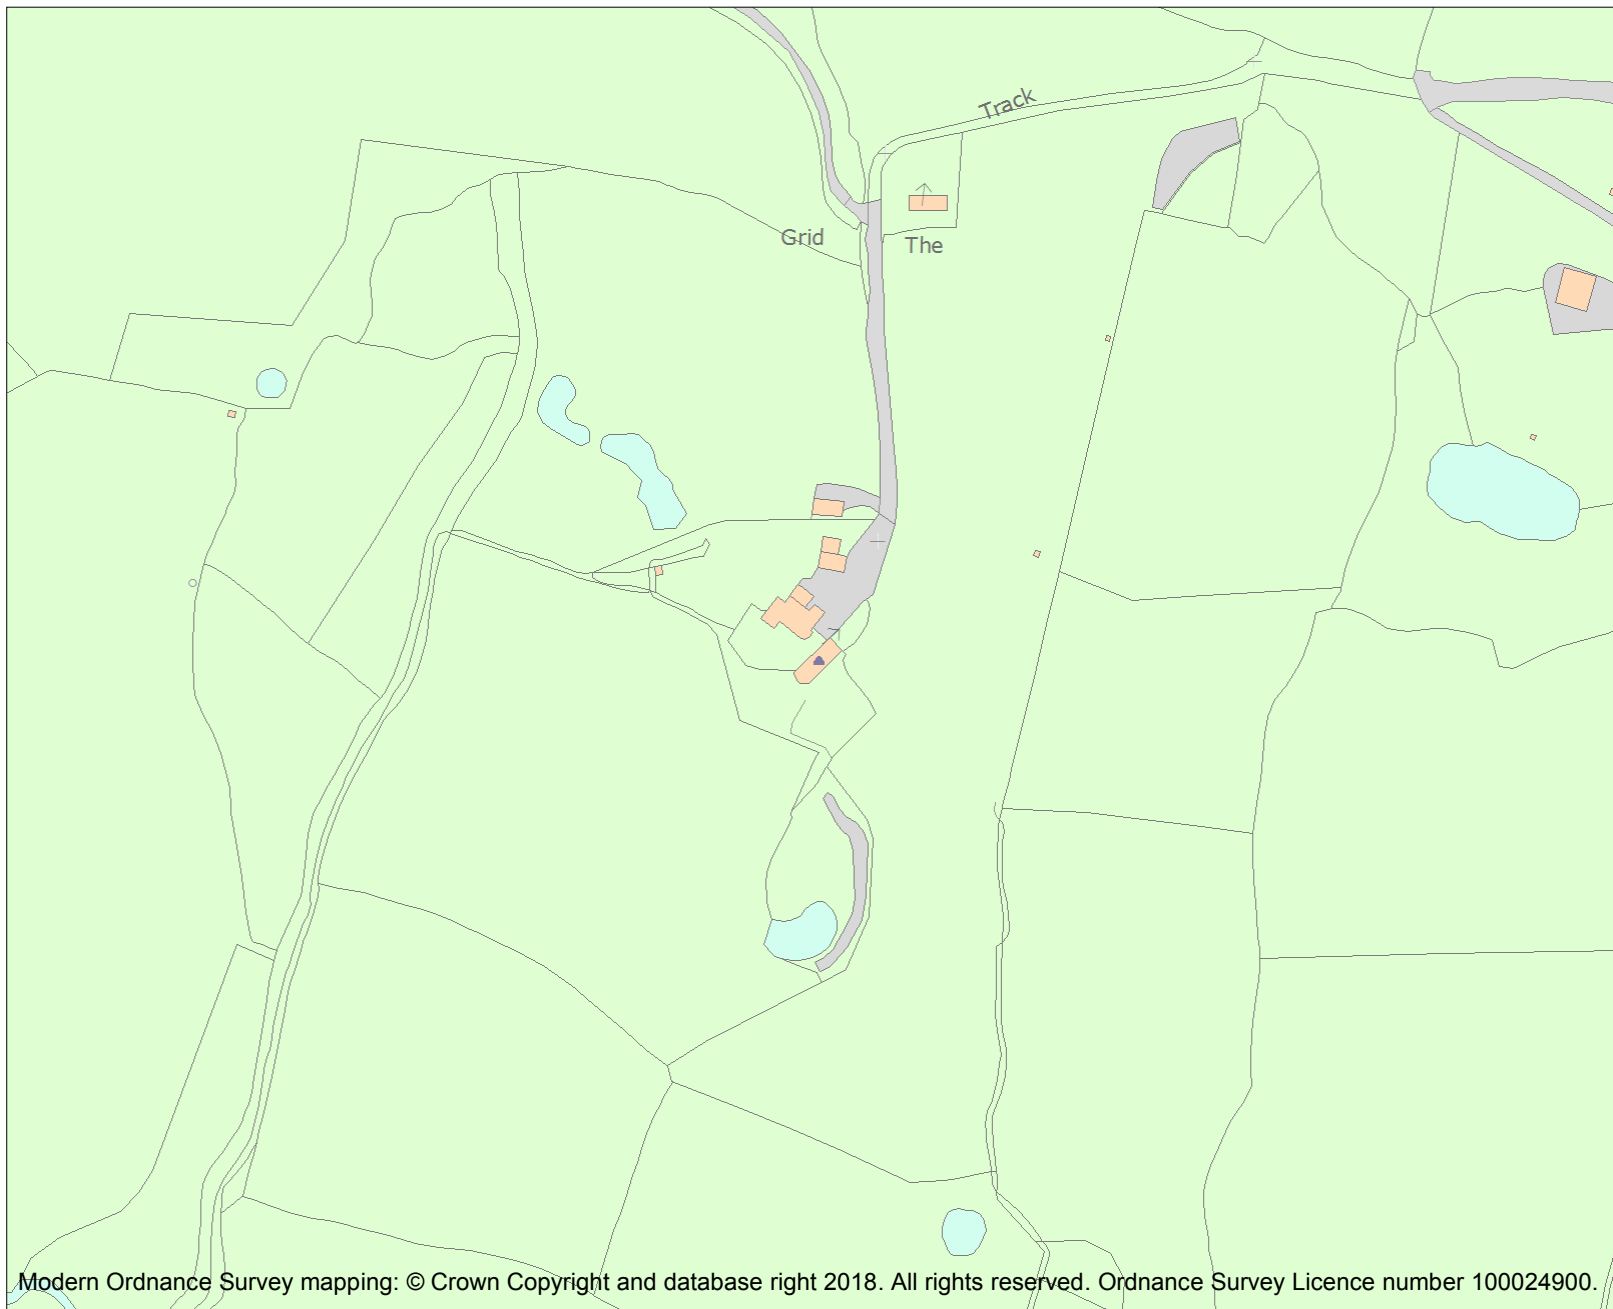 Track
Grid
The
Modern Ordnance Survey mapping: © Crown Copyright and database right 2018. All rights reserved. Ordnance Survey Licence number 100024900.